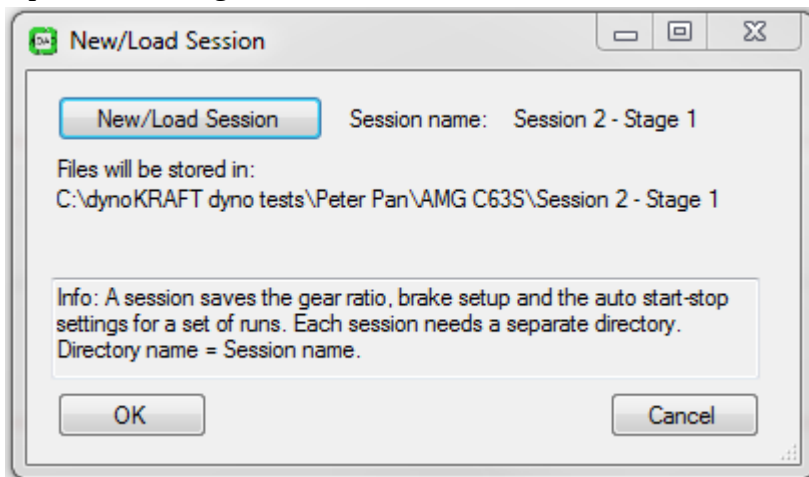 New/Load Session
New/Load Session
Session name: Session 2 - Stage 1
Files will be stored in:
C:\dynoKRAFT dyno tests\Peter Pan\AMG C63S\Session 2 - Stage 1
Info: A session saves the gear ratio, brake setup and the auto start-stop
settings for a set of runs. Each session needs a separate directory.
Directory name = Session name.
OK
Cancel